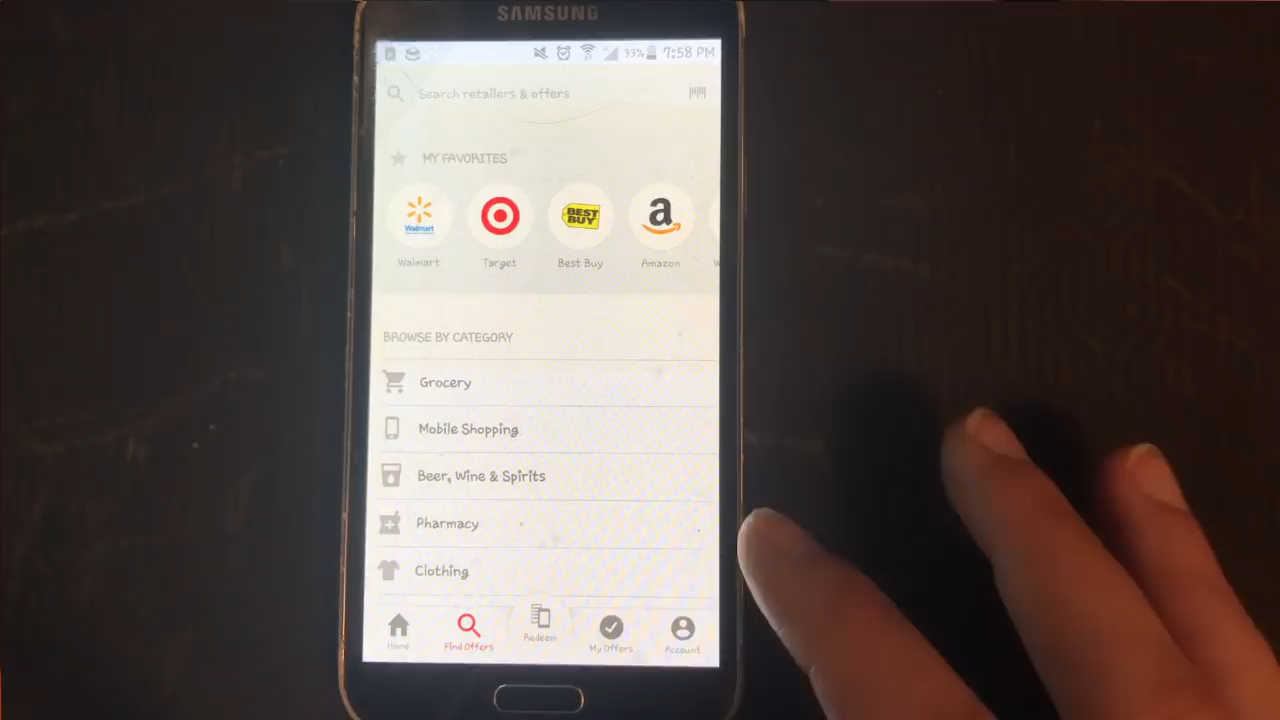 SAMSUNG
33% 7:58 PM
Search retailers & offers
MY FAVORITES
Walmart
BEST BUY
a
Walmart Target Best Buy Amazon W
BROWSE BY CATEGORY
Grocery
Mobile Shopping
Beer, Wine & Spirits
Pharmacy
Clothing
Home Find Offers Redeem My Offers Account